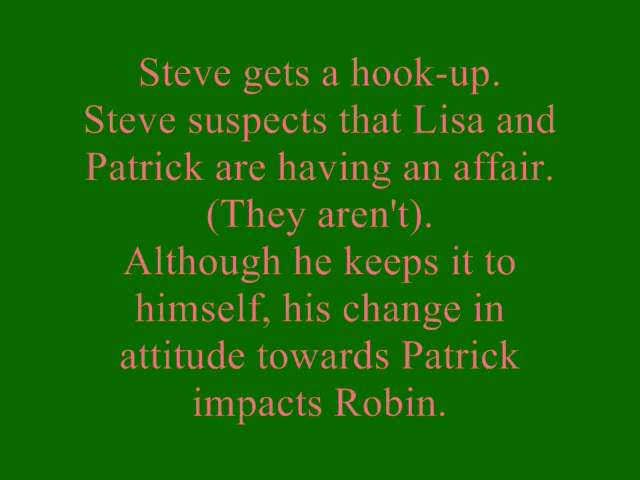 Steve gets a hook-up.
Steve suspects that Lisa and
Patrick are having an affair.
(They aren't).
Although he keeps it to
himself, his change in
attitude towards Patrick
impacts Robin.